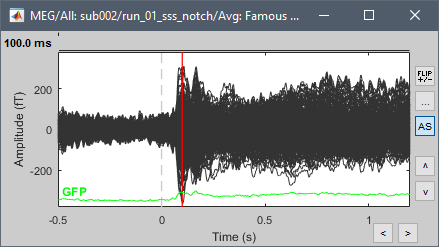 MEG/All: sub002/run_01_sss_notch/Avg: Famous ...
100.0 ms
FLIP
+/−
...
AS
Amplitude (fT)
200
0
-200
GFP
-0.5
0
0.5
1
Time (s)
<
>